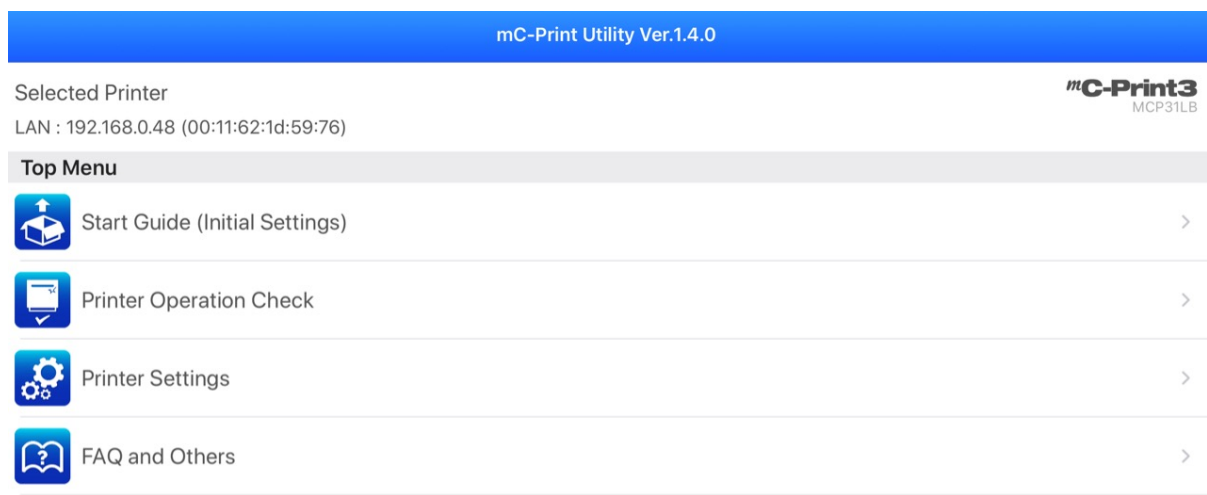 mC-Print Utility Ver.1.4.0
Selected Printer
mC-Print3
MCP31LB
LAN : 192.168.0.48 (00:11:62:1d:59:76)
Top Menu
Start Guide (Initial Settings)
Printer Operation Check
Printer Settings
FAQ and Others